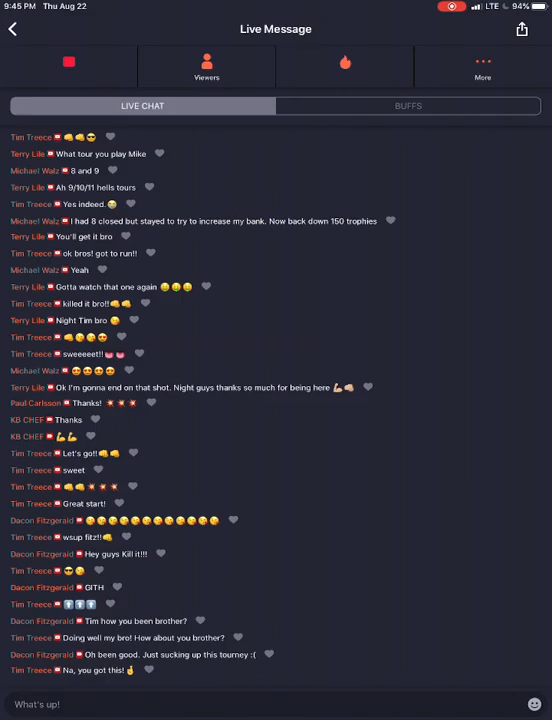 9:45 PM Thu Aug 22
LTE 94%
Live Message
Viewers
More
LIVE CHAT
BUFFS
Tim Treece 👊👊😎
Terry Lile What tour you play Mike
Michael Walz 8 and 9
Terry Lile Ah 9/10/11 hells tours
Tim Treece Yes indeed.😭
Michael Walz I had 8 closed but stayed to try to increase my bank. Now back down 150 trophies
Terry Lile You'll get it bro
Tim Treece ok bros! got to run!!
Michael Walz Yeah
Terry Lile Gotta watch that one again 🤑🤑🤑
Tim Treece killed it bro!!👊👊
Terry Lile Night Tim bro 😘
Tim Treece 👊😘😘😍
Tim Treece sweeeeet!!👅👅
Michael Walz 😍😍😍😍
Terry Lile Ok I'm gonna end on that shot. Night guys thanks so much for being here 💪🏼👊🏼
Paul Carlsson Thanks! 💥💥💥
KB CHEF Thanks
KB CHEF 💪💪
Tim Treece Let's go!!👊👊
Tim Treece sweet
Tim Treece 👊👊💥💥💥
Tim Treece Great start!
Dacon Fitzgerald 😘😘😘😘😘😘😘😘😘😘😘😘
Tim Treece wsup fitz!!👊
Dacon Fitzgerald Hey guys Kill it!!!
Tim Treece 😎😘
Dacon Fitzgerald GITH
Tim Treece ⬆️⬆️⬆️
Dacon Fitzgerald Tim how you been brother?
Tim Treece Doing well my bro! How about you brother?
Dacon Fitzgerald Oh been good. Just sucking up this tourney :(
Tim Treece Na, you got this!🤞
What's up!